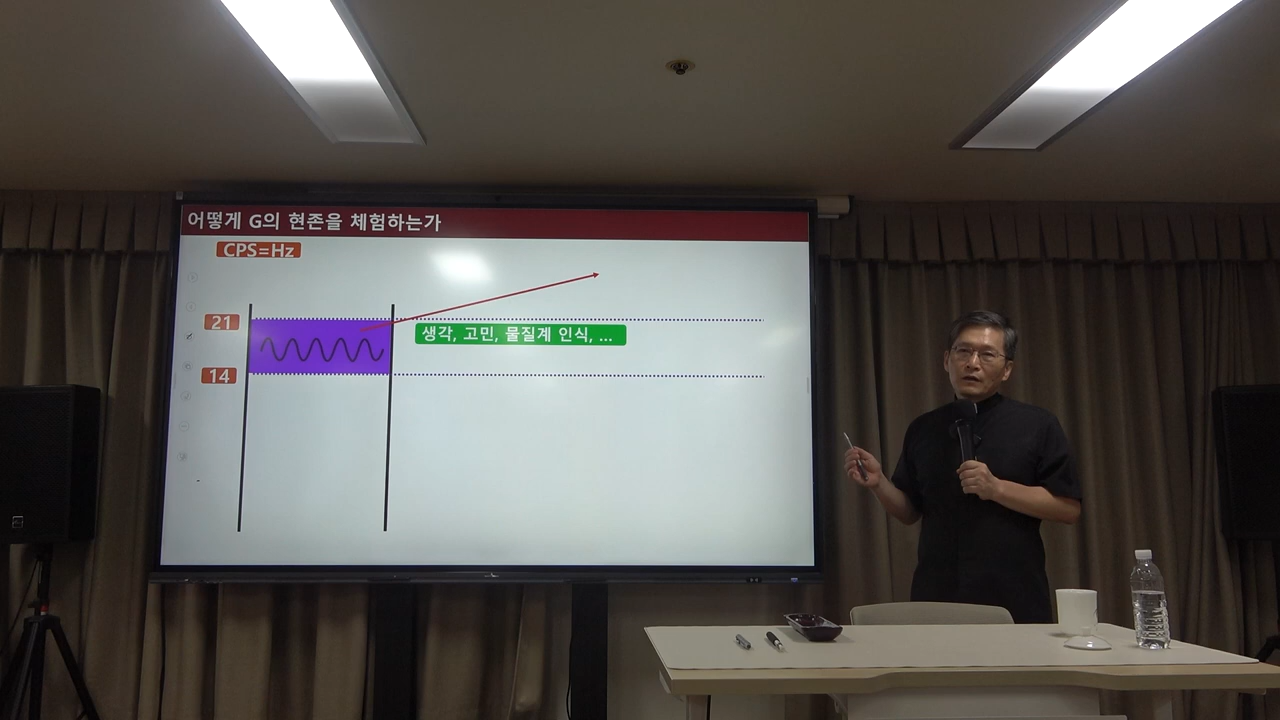 어떻게 G의 현존을 체험하는가
CPS=Hz
21
생각, 고민, 물질계 인식, ...
14